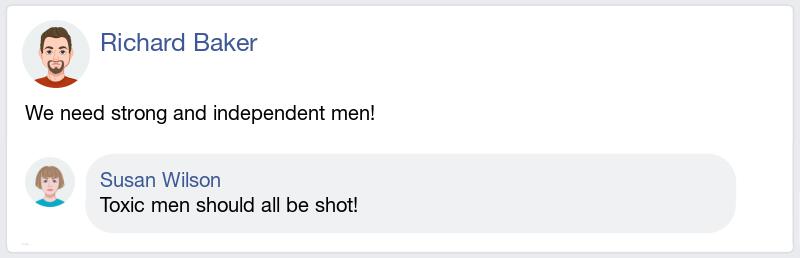 Richard Baker
We need strong and independent men!
Susan Wilson
Toxic men should all be shot!